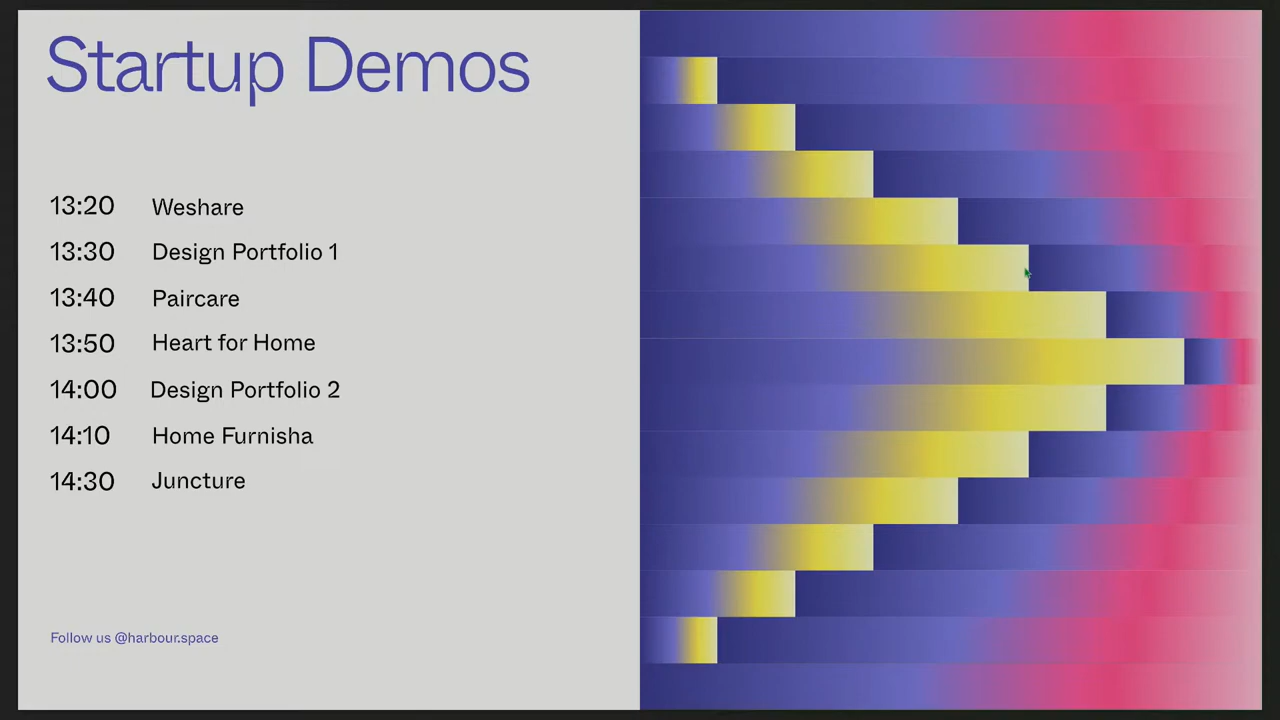 Startup Demos
13:20 Weshare
13:30 Design Portfolio 1
13:40 Paircare
13:50 Heart for Home
14:00 Design Portfolio 2
14:10 Home Furnisha
14:30 Juncture
Follow us @harbour.space